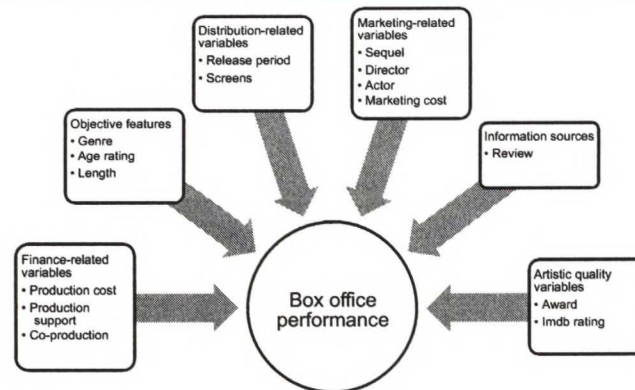 Distribution-related
variables
• Release period
• Screens
Marketing-related
variables
• Sequel
• Director
• Actor
• Marketing cost
Objective features
• Genre
• Age rating
• Length
Information sources
• Review
Finance-related
variables
• Production cost
• Production
support
• Co-production
Box office
performance
Artistic quality
variables
• Award
• Imdb rating